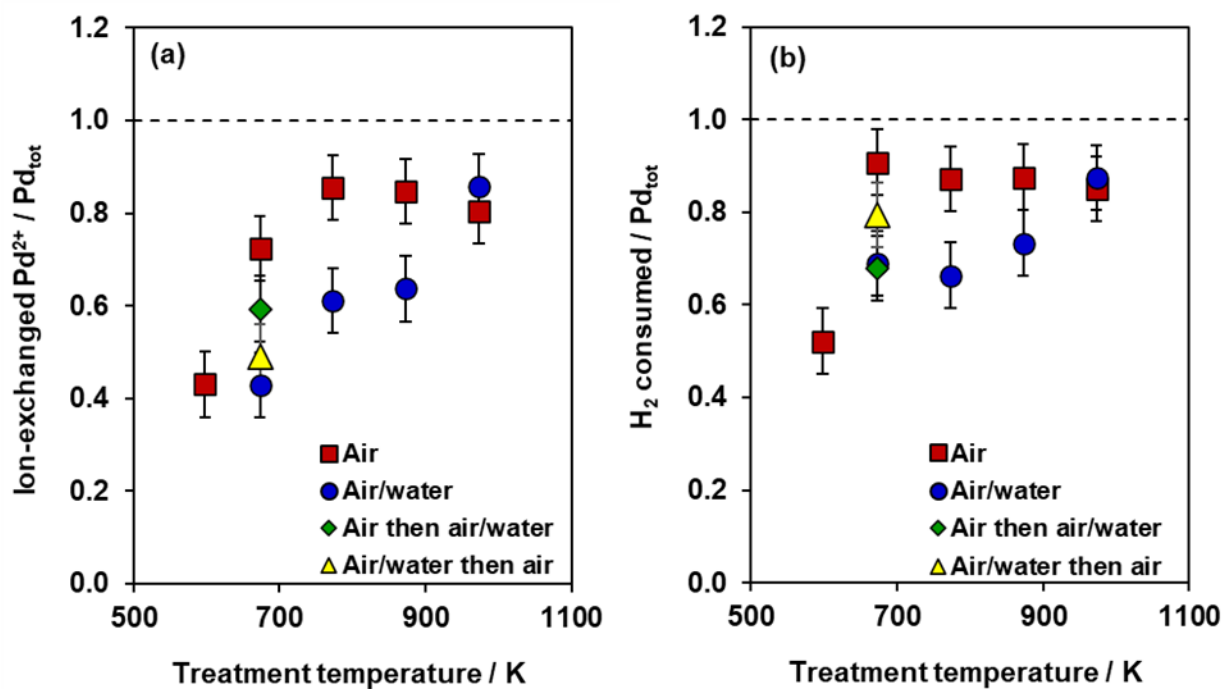 (a)
1.2
1.0
0.8
0.6
0.4
0.2
0.0
Ion-exchanged Pd²⁺ / Pdₜₒₜ
Air
Air/water
Air then air/water
Air/water then air
500
700
900
1100
Treatment temperature / K
(b)
1.2
1.0
0.8
0.6
0.4
0.2
0.0
H₂ consumed / Pdₜₒₜ
Air
Air/water
Air then air/water
Air/water then air
500
700
900
1100
Treatment temperature / K